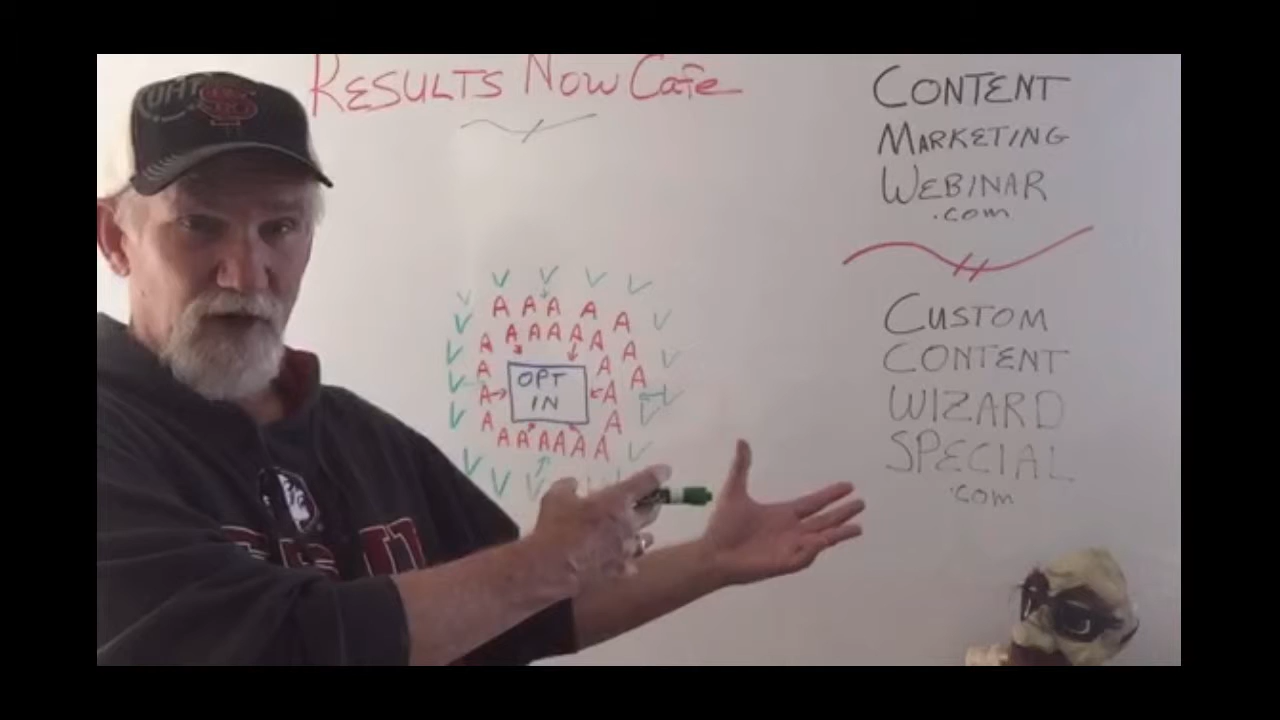 RESULTS NOW CAFE
CONTENT
MARKETING
WEBINAR
.com
V V V V
V A A A A A V
V A A A A A A A V
V A OPT A A V
V A IN A V
V A A V
V A A A A A A V
V V
CUSTOM
CONTENT
WIZARD
SPECIAL
.com